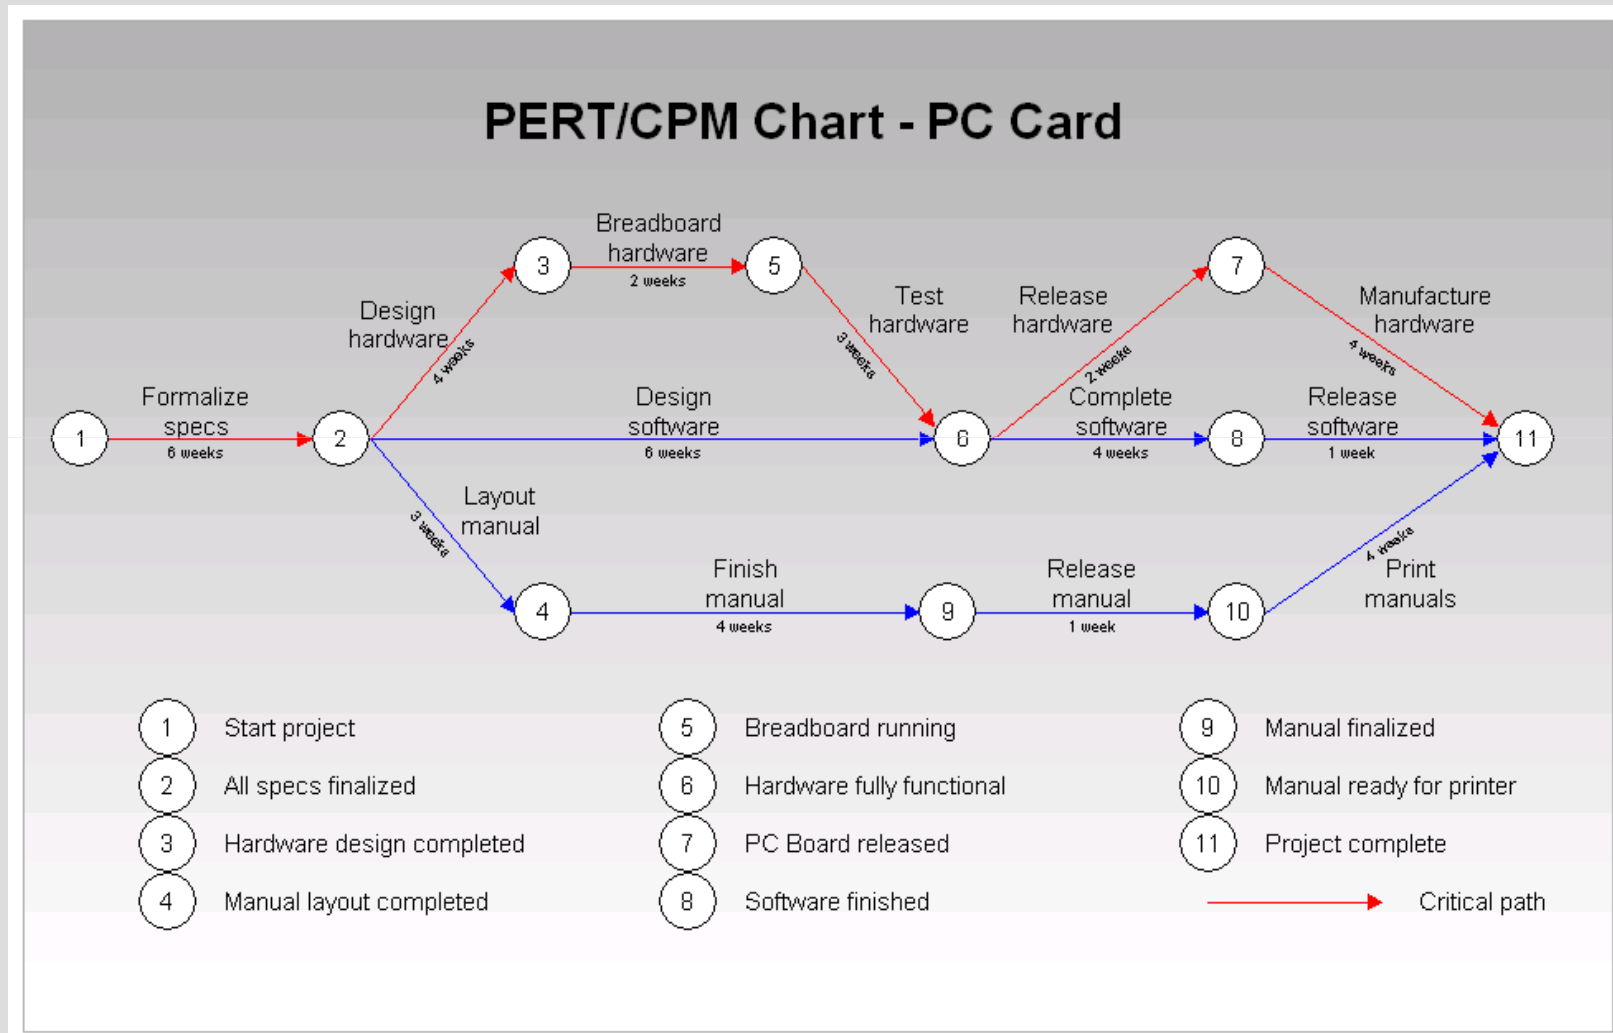 PERT/CPM Chart - PC Card
Breadboard
hardware
2 weeks
3
5
7
Design
hardware
4 weeks
Test
hardware
3 weeks
Release
hardware
2 weeks
Manufacture
hardware
4 weeks
Formalize
specs
6 weeks
1
2
Design
software
6 weeks
6
Complete
software
4 weeks
8
Release
software
1 week
11
Layout
manual
3 weeks
4
Finish
manual
4 weeks
9
Release
manual
1 week
10
4 weeks
Print
manuals
1 Start project
2 All specs finalized
3 Hardware design completed
4 Manual layout completed
5 Breadboard running
6 Hardware fully functional
7 PC Board released
8 Software finished
9 Manual finalized
10 Manual ready for printer
11 Project complete
Critical path